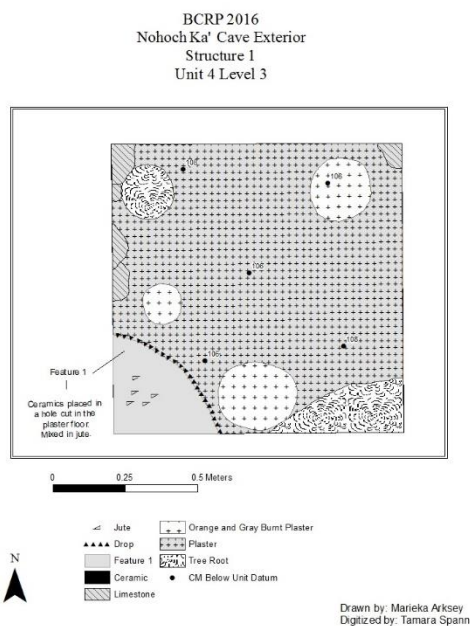 BCRP 2016
Nohoch Ka' Cave Exterior
Structure 1
Unit 4 Level 3
106
106
106
Feature 1
Ceramics placed in
a hole cut in the
plaster floor.
Mixed in jute.
0 0.25 0.5 Meters
Jute
Drop
Feature 1
Ceramic
Limestone
Orange and Gray Burnt Plaster
Plaster
Tree Root
CM Below Unit Datum
N
Drawn by: Marieka Arksey
Digitized by: Tamara Spann